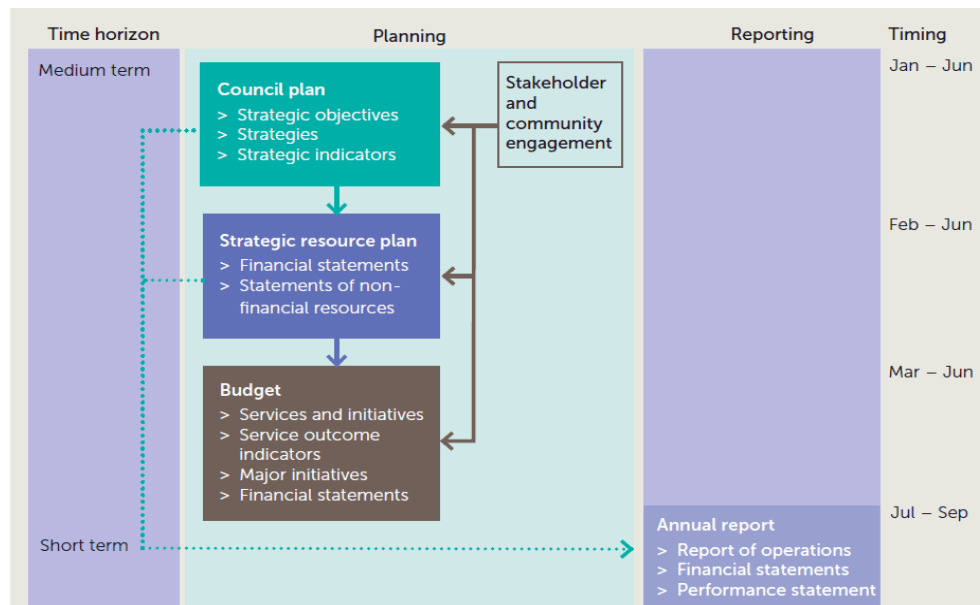 Time horizon
Planning
Reporting
Timing
Medium term
Jan – Jun
Council plan
> Strategic objectives
> Strategies
> Strategic indicators
Stakeholder
and
community
engagement
Feb – Jun
Strategic resource plan
> Financial statements
> Statements of non-
financial resources
Mar – Jun
Budget
> Services and initiatives
> Service outcome
indicators
> Major initiatives
> Financial statements
Jul – Sep
Short term
Annual report
> Report of operations
> Financial statements
> Performance statement